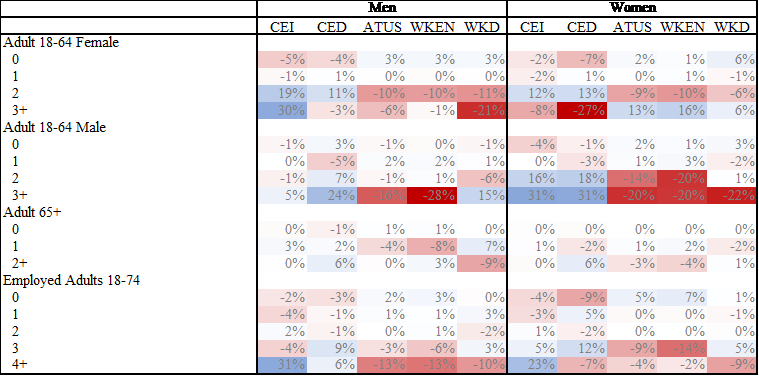 Men Women
CEI CED ATUS WKEN WKD CEI CED ATUS WKEN WKD
Adult 18-64 Female
0 -5% -4% 3% 3% 3% -2% -7% 2% 1% 6%
1 -1% 1% 0% 0% 0% -2% 1% 0% 1% -1%
2 19% 11% -10% -10% -11% 12% 13% -9% -10% -6%
3+ 30% -3% -6% -1% -21% -8% -27% 13% 16% 6%
Adult 18-64 Male
0 -1% 3% -1% 0% -1% -4% -1% 2% 1% 3%
1 0% -5% 2% 2% 1% 0% -3% 1% 3% -2%
2 -1% 7% -1% 1% -6% 16% 18% -14% -20% 1%
3+ 5% 24% -16% -28% 15% 31% 31% -20% -20% -22%
Adult 65+
0 0% -1% 1% 1% 0% 0% 0% 0% 0% 0%
1 3% 2% -4% -8% 7% 1% -2% 1% 2% -2%
2+ 0% 6% 0% 3% -9% 0% 6% -3% -4% 1%
Employed Adults 18-74
0 -2% -3% 2% 3% 0% -4% -9% 5% 7% 1%
1 -4% -1% 1% 1% 3% -3% 5% 0% 0% -1%
2 2% -1% 0% 1% -2% 1% -2% 0% 0% 0%
3 -4% 9% -3% -6% 3% 5% 12% -9% -14% 5%
4+ 31% 6% -13% -13% -10% 23% -7% -4% -2% -9%